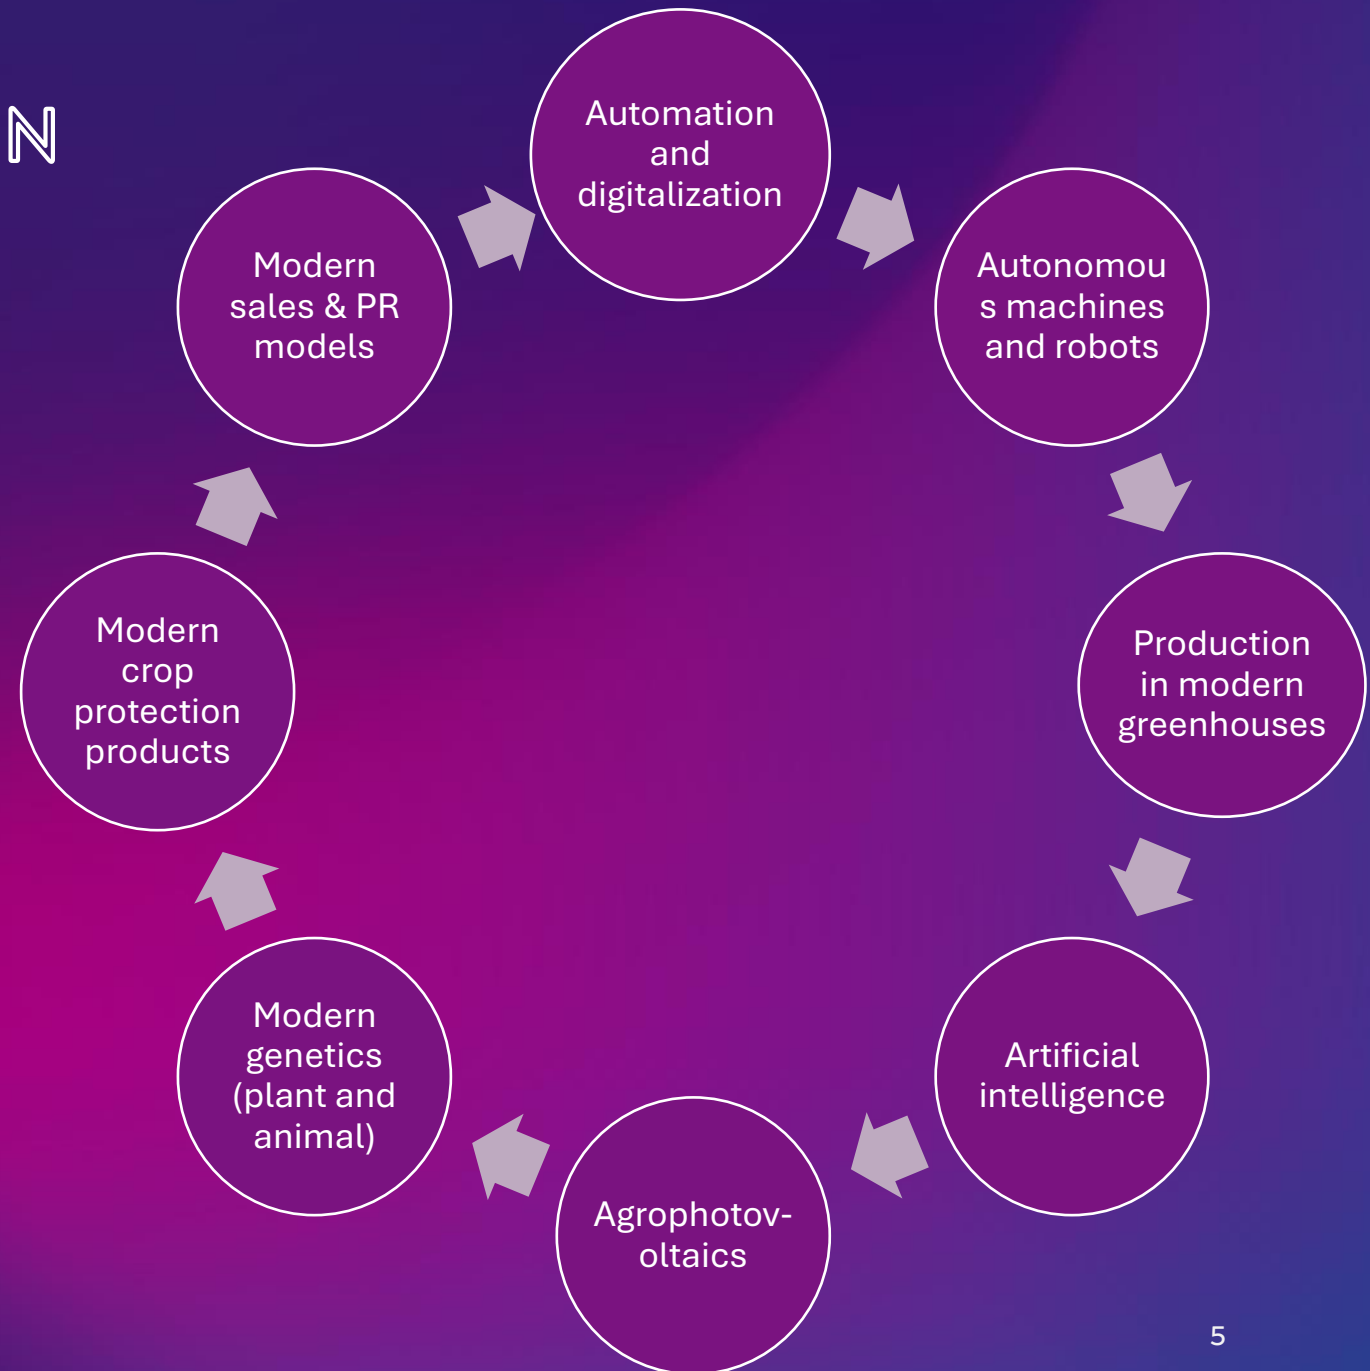 N
Automation
and
digitalization
Autonomou
s machines
and robots
Production
in modern
greenhouses
Artificial
intelligence
Agrophotov-
oltaics
Modern
genetics
(plant and
animal)
Modern
crop
protection
products
Modern
sales & PR
models
5